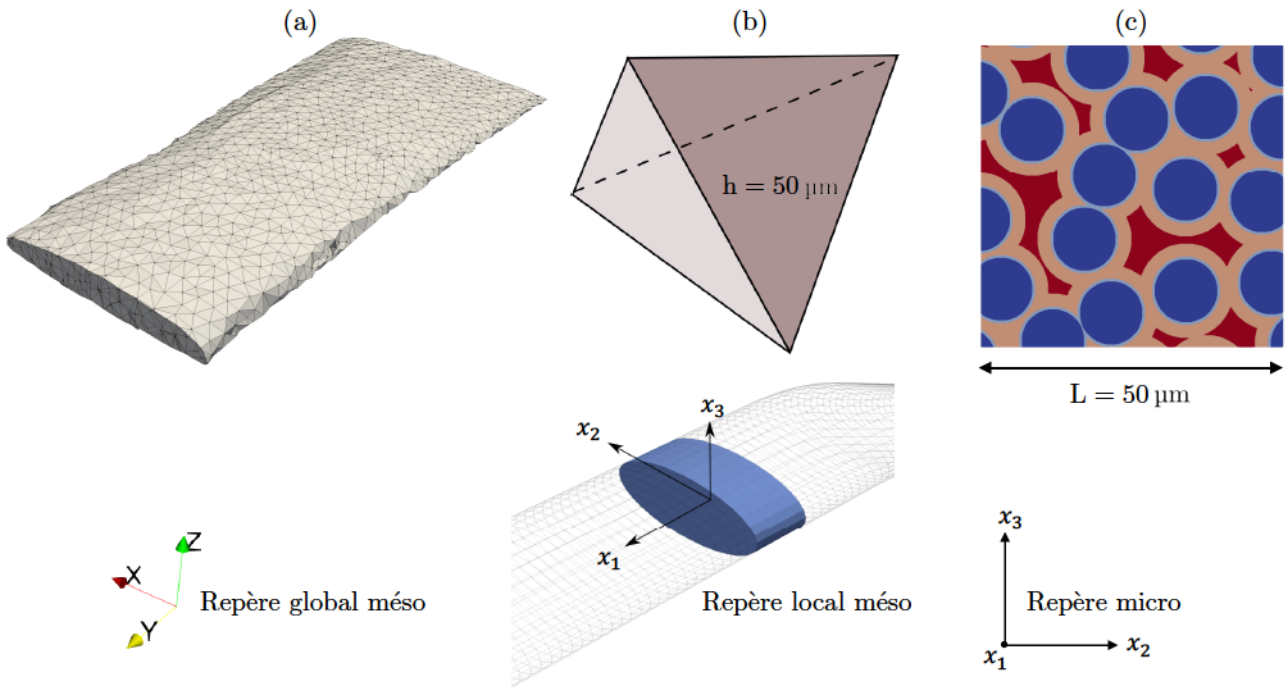 (a)
(b)
(c)
h = 50 µm
L = 50 µm
x₃
x₂
x₁
Z
X
Y
Repère global méso
Repère local méso
x₃
Repère micro
x₁
x₂